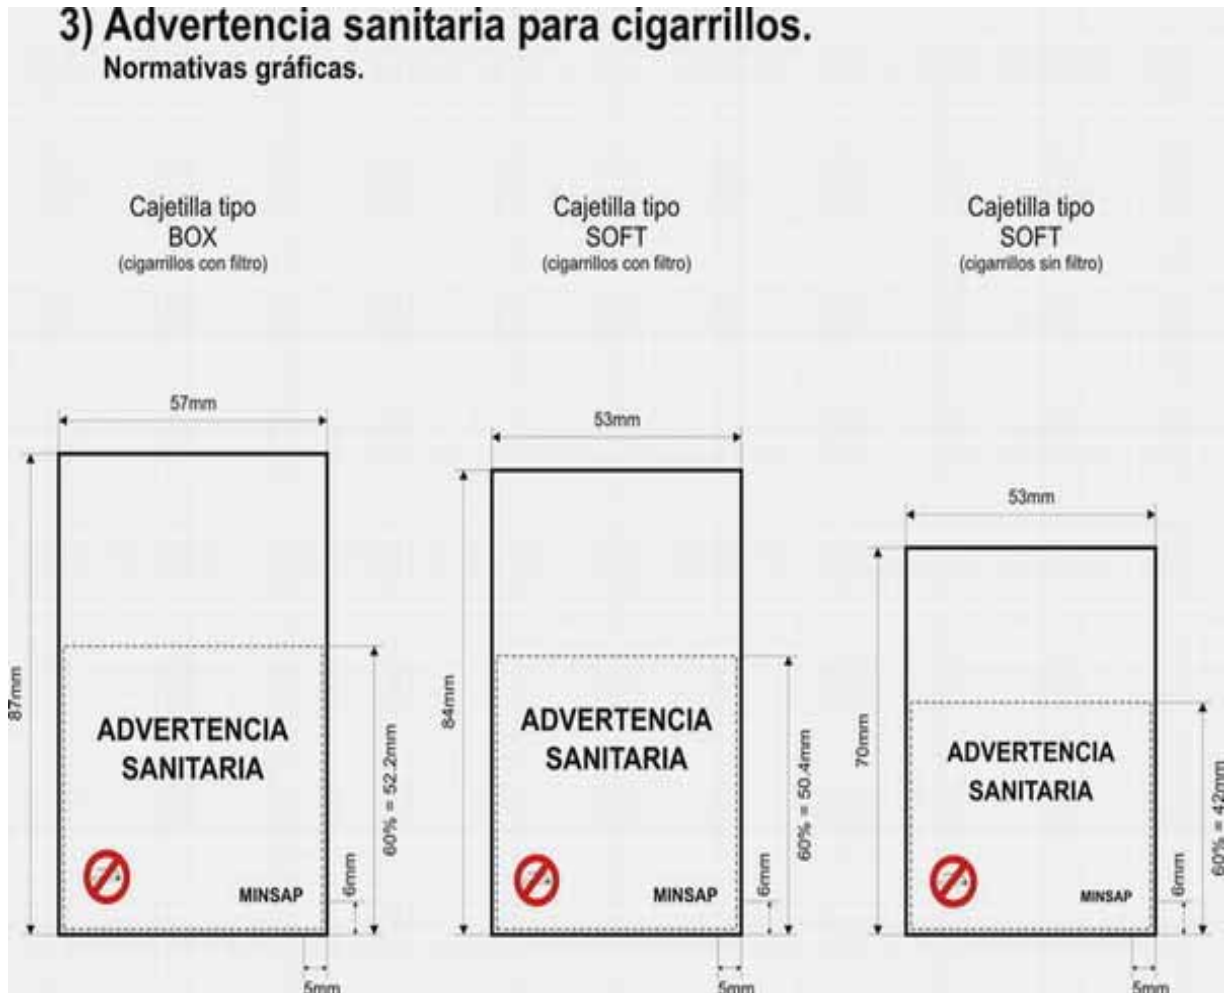 3) Advertencia sanitaria para cigarrillos.
Normativas gráficas.
Cajetilla tipo
BOX
(cigarrillos con filtro)
Cajetilla tipo
SOFT
(cigarrillos con filtro)
Cajetilla tipo
SOFT
(cigarrillos sin filtro)
57mm
87mm
ADVERTENCIA
SANITARIA
MINSAP
60% = 52.2mm
6mm
5mm
53mm
84mm
ADVERTENCIA
SANITARIA
MINSAP
60% = 50.4mm
6mm
5mm
53mm
70mm
ADVERTENCIA
SANITARIA
MINSAP
60% = 42mm
6mm
5mm